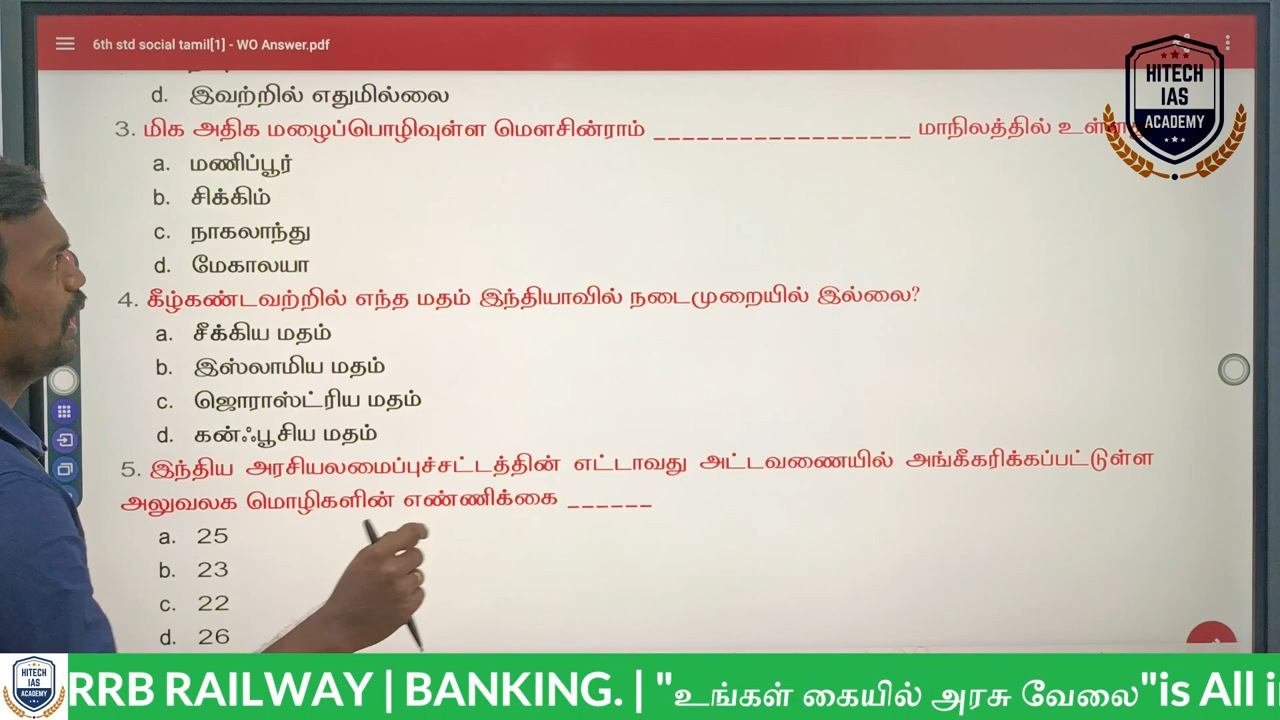 6th std social tamil[1] - WO Answer.pdf
HITECH
IAS
ACADEMY
d. இவற்றில் எதுமில்லை
3. மிக அதிக மழைப்பொழிவுள்ள மௌசின்ராம் __________________ மாநிலத்தில்
a. மணிப்பூர்
b. சிக்கிம்
c. நாகலாந்து
d. மேகாலயா
4. கீழ்கண்டவற்றில் எந்த மதம் இந்தியாவில் நடைமுறையில் இல்லை?
a. சீக்கிய மதம்
b. இஸ்லாமிய மதம்
c. ஜொராஸ்ட்ரிய மதம்
d. கன்ஃபூசிய மதம்
5. இந்திய அரசியலமைப்புச்சட்டத்தின் எட்டாவது அட்டவணையில் அங்கீகரிக்கப்பட்டுள்ள
அலுவலக மொழிகளின் எண்ணிக்கை ______
a. 25
b. 23
c. 22
d. 26
HITECH
IAS
ACADEMY
RRB RAILWAY | BANKING. | "உங்கள் கையில் அரசு வேலை"is All i